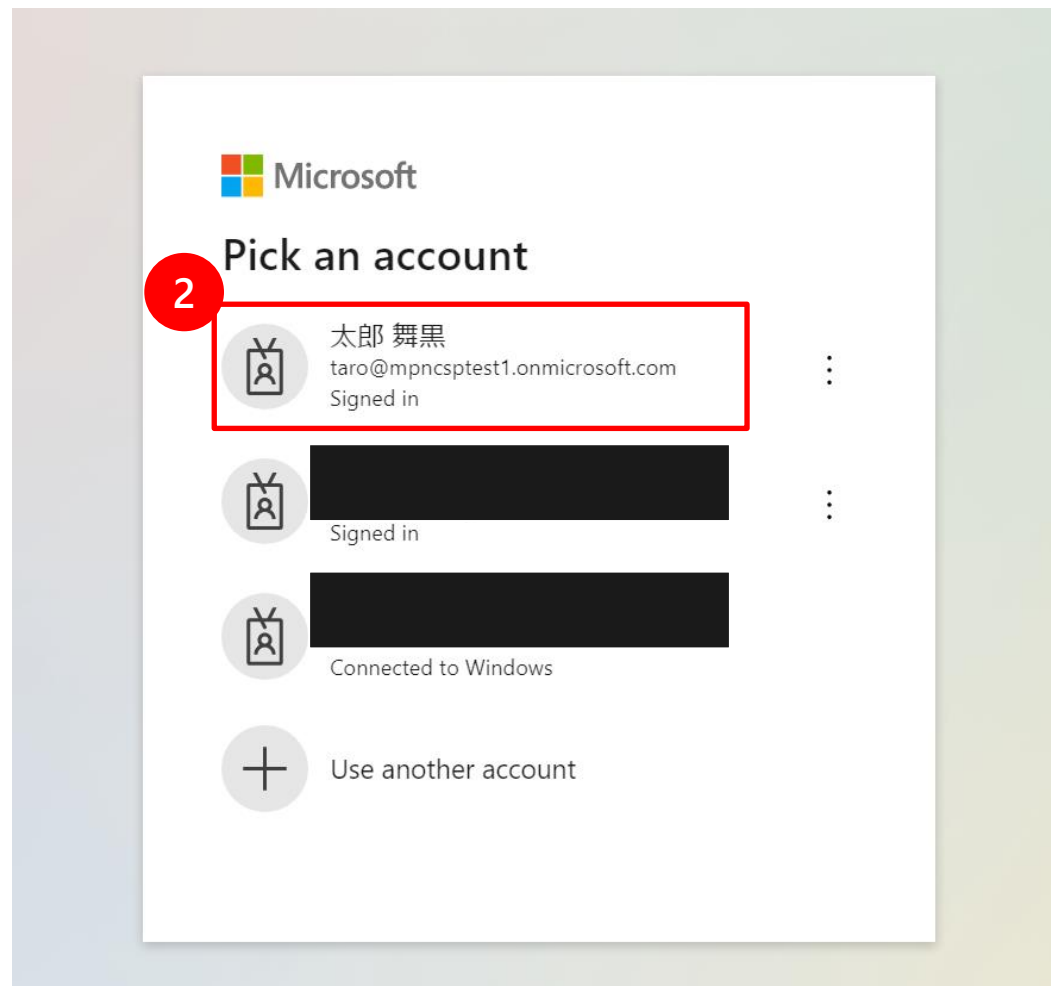 Microsoft
Pick an account
2
太郎 舞黒
taro@mpncsptest1.onmicrosoft.com
Signed in
Signed in
Connected to Windows
Use another account